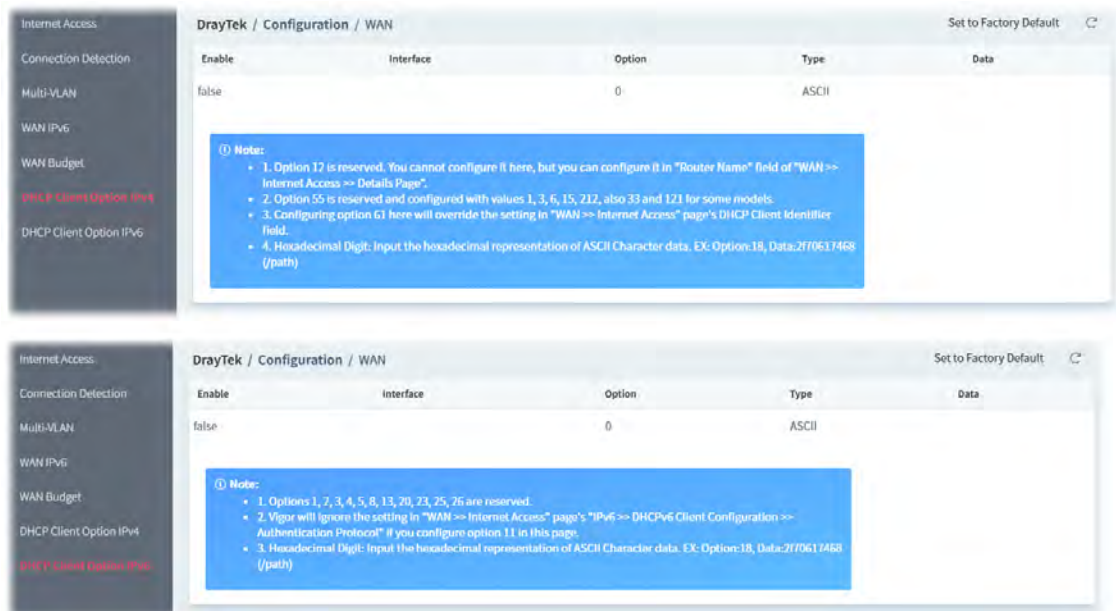 Internet Access
DrayTek / Configuration / WAN
Set to Factory Default
Connection Detection
Enable Interface Option Type Data
Multi-VLAN
false 0 ASCII
WAN IPv6
WAN Budget
DHCP Client Option IPv4
DHCP Client Option IPv6
Note:
1. Option 12 is reserved. You cannot configure it here, but you can configure it in "Router Name" field of "WAN >>
Internet Access >> Details Page".
2. Option 55 is reserved and configured with values 1, 3, 6, 15, 212, also 33 and 121 for some models.
3. Configuring option 61 here will override the setting in "WAN >> Internet Access" page's DHCP Client Identifier
field.
4. Hexadecimal Digit: Input the hexadecimal representation of ASCII Character data. EX: Option:18, Data:2f70617468
(/path)
Internet Access
DrayTek / Configuration / WAN
Set to Factory Default
Connection Detection
Enable Interface Option Type Data
Multi-VLAN
false 0 ASCII
WAN IPv6
WAN Budget
DHCP Client Option IPv4
DHCP Client Option IPv6
Note:
1. Options 1, 2, 3, 4, 5, 8, 13, 20, 23, 25, 26 are reserved.
2. Vigor will ignore the setting in "WAN >> Internet Access" page's "IPv6 >> DHCPv6 Client Configuration >>
Authentication Protocol" if you configure option 11 in this page.
3. Hexadecimal Digit: Input the hexadecimal representation of ASCII Character data. EX: Option:18, Data:2f70617468
(/path)